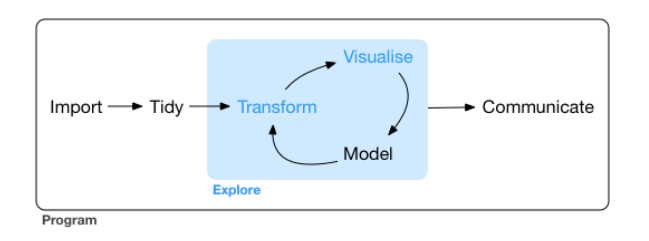 Visualise
Import Tidy Transform Communicate
Model
Explore
Program